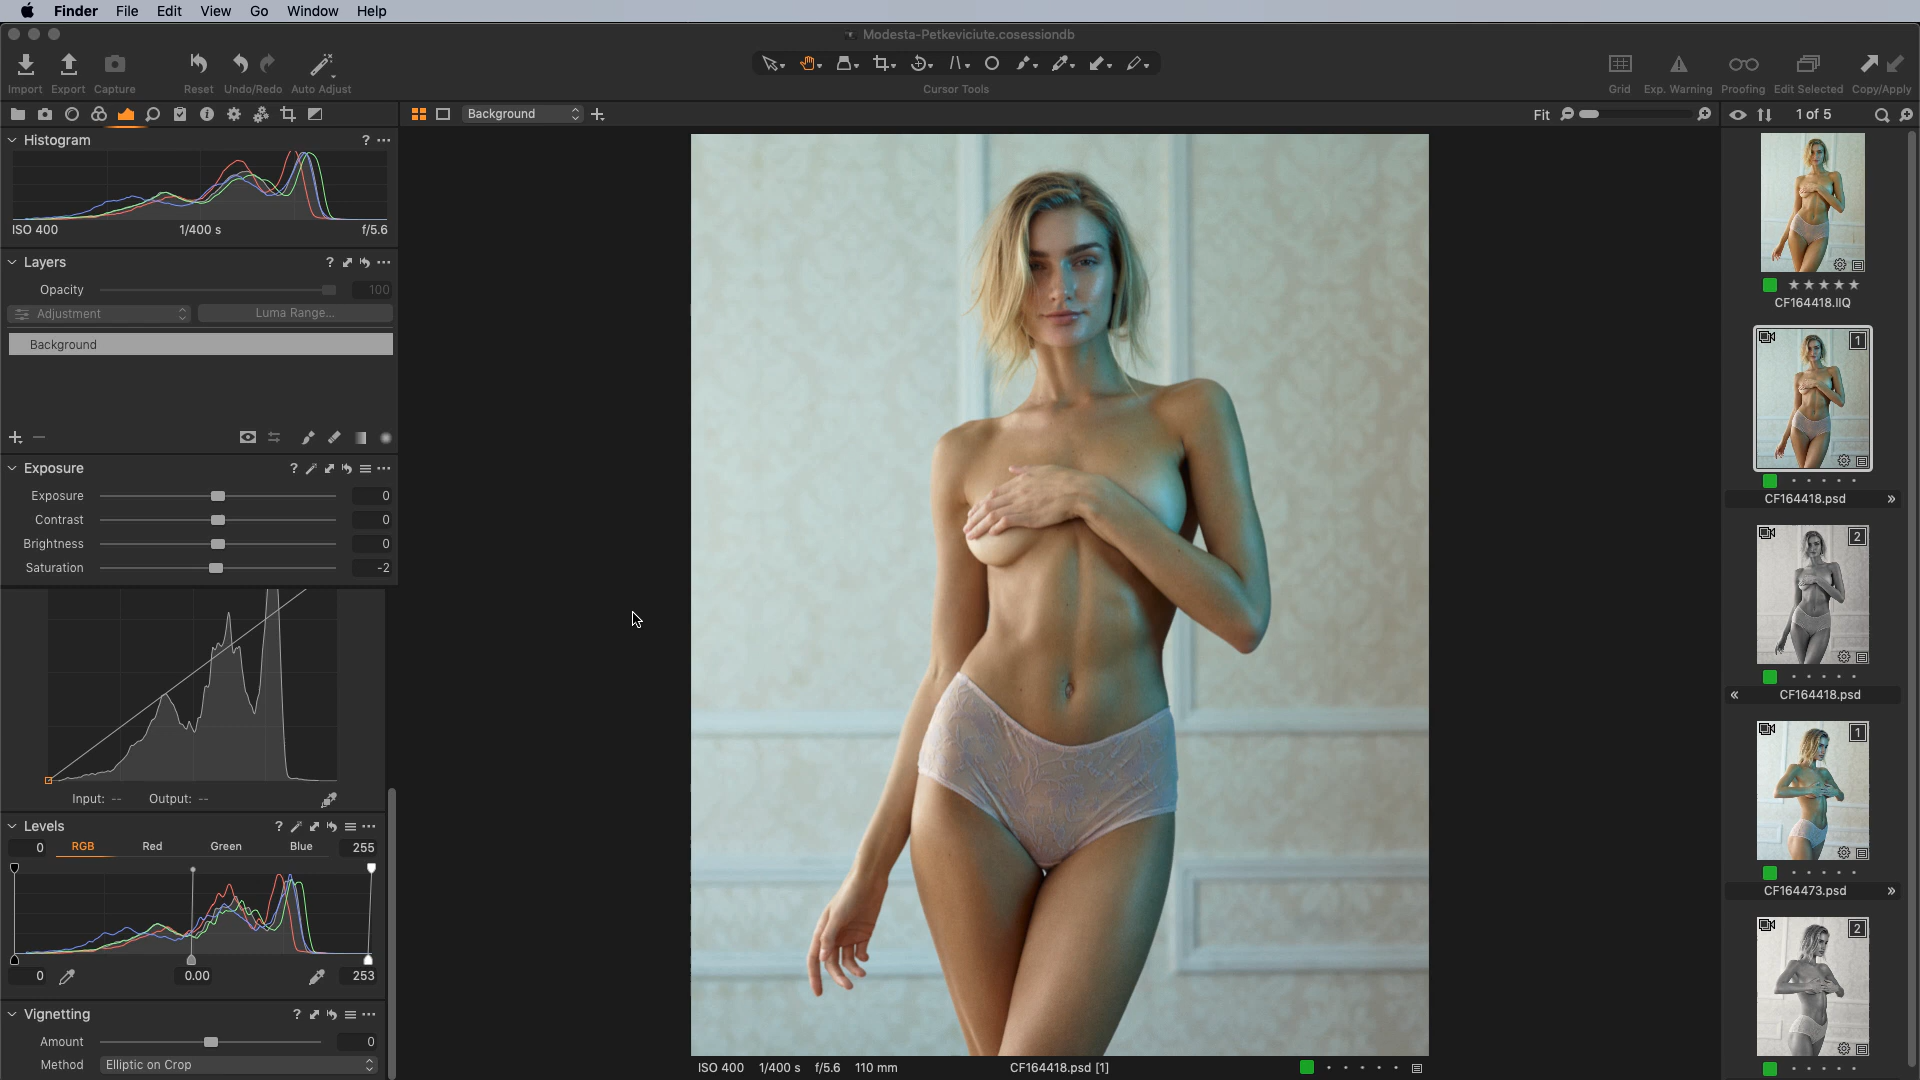 Finder File Edit View Go Window Help
Modesta-Petkeviciute.cosessiondb
Import Export Capture Reset Undo/Redo Auto Adjust Cursor Tools Grid Exp. Warning Proofing Edit Selected Copy/Apply
Background Fit 1 of 5
Histogram ?
ISO 400 1/400 s f/5.6
Layers ?
Opacity 100
Adjustment Luma Range...
Background
Exposure ?
Exposure 0
Contrast 0
Brightness 0
Saturation -2
Input: -- Output: --
Levels ?
0 RGB Red Green Blue 255
0 0.00 253
Vignetting ?
Amount 0
Method Elliptic on Crop
ISO 400 1/400 s f/5.6 110 mm CF164418.psd [1]
CF164418.IIQ
1
CF164418.psd »
2
« CF164418.psd
1
CF164473.psd »
2